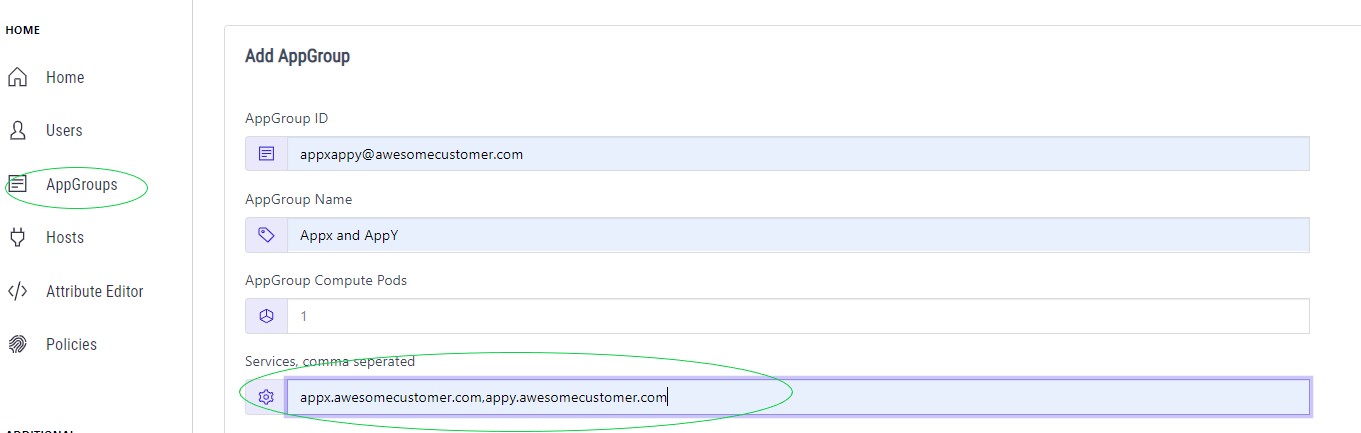 HOME
Home
Users
AppGroups
Hosts
Attribute Editor
Policies
Add AppGroup
AppGroup ID
appxappy@awesomecustomer.com
AppGroup Name
Appx and AppY
AppGroup Compute Pods
1
Services, comma seperated
appx.awesomecustomer.com,appy.awesomecustomer.com